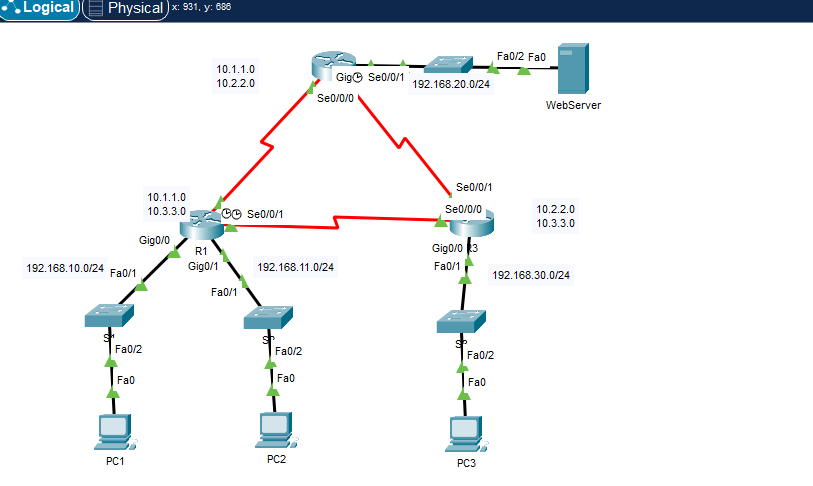 Logical
Physical
x: 931, y: 686
10.1.1.0
10.2.2.0
Gig
Se0/0/1
Se0/0/0
Fa0/2
Fa0
192.168.20.0/24
WebServer
10.1.1.0
10.3.3.0
Se0/0/1
Se0/0/1
Se0/0/0
10.2.2.0
10.3.3.0
Gig0/0
R1
Gig0/1
Gig0/0
R3
192.168.10.0/24
Fa0/1
192.168.11.0/24
Fa0/1
Fa0/1
192.168.30.0/24
Fa0/2
Fa0/2
Fa0/2
Fa0
Fa0
Fa0
PC1
PC2
PC3